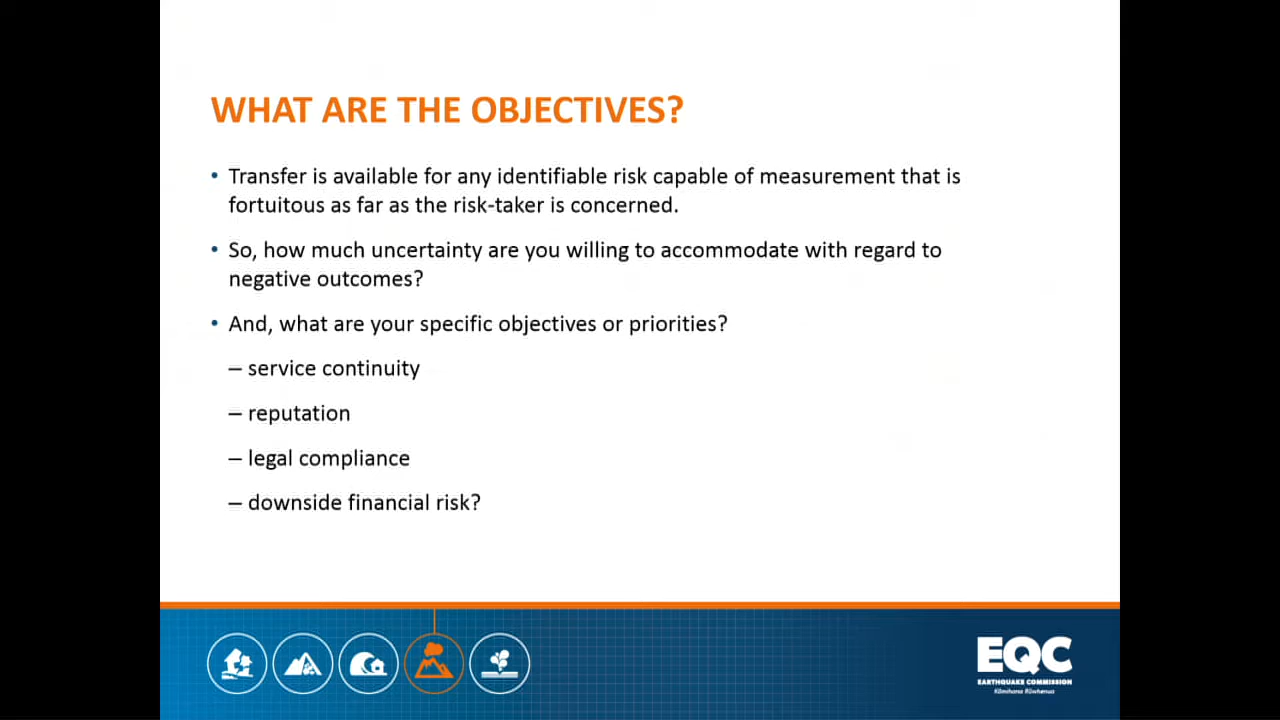 WHAT ARE THE OBJECTIVES?
• Transfer is available for any identifiable risk capable of measurement that is
fortuitous as far as the risk-taker is concerned.
• So, how much uncertainty are you willing to accommodate with regard to
negative outcomes?
• And, what are your specific objectives or priorities?
– service continuity
– reputation
– legal compliance
– downside financial risk?
EQC
EARTHQUAKE COMMISSION